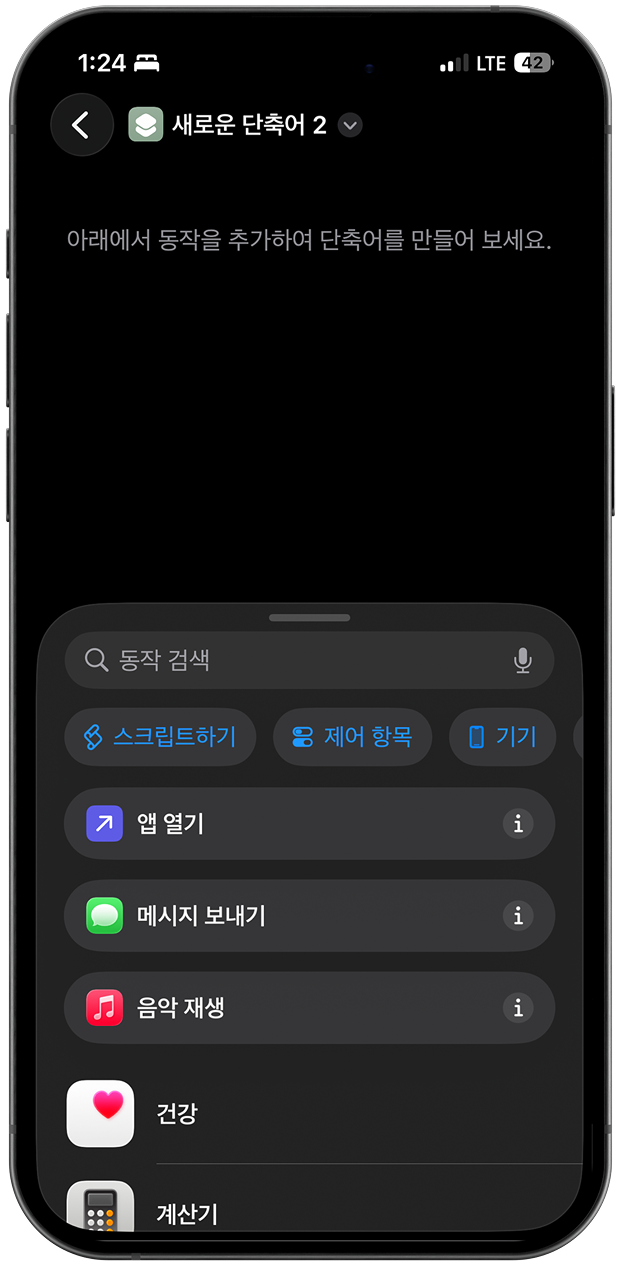 1:24 LTE 42
새로운 단축어 2
아래에서 동작을 추가하여 단축어를 만들어 보세요.
동작 검색
스크립트하기 제어 항목 기기
앱 열기
메시지 보내기
음악 재생
건강
계산기